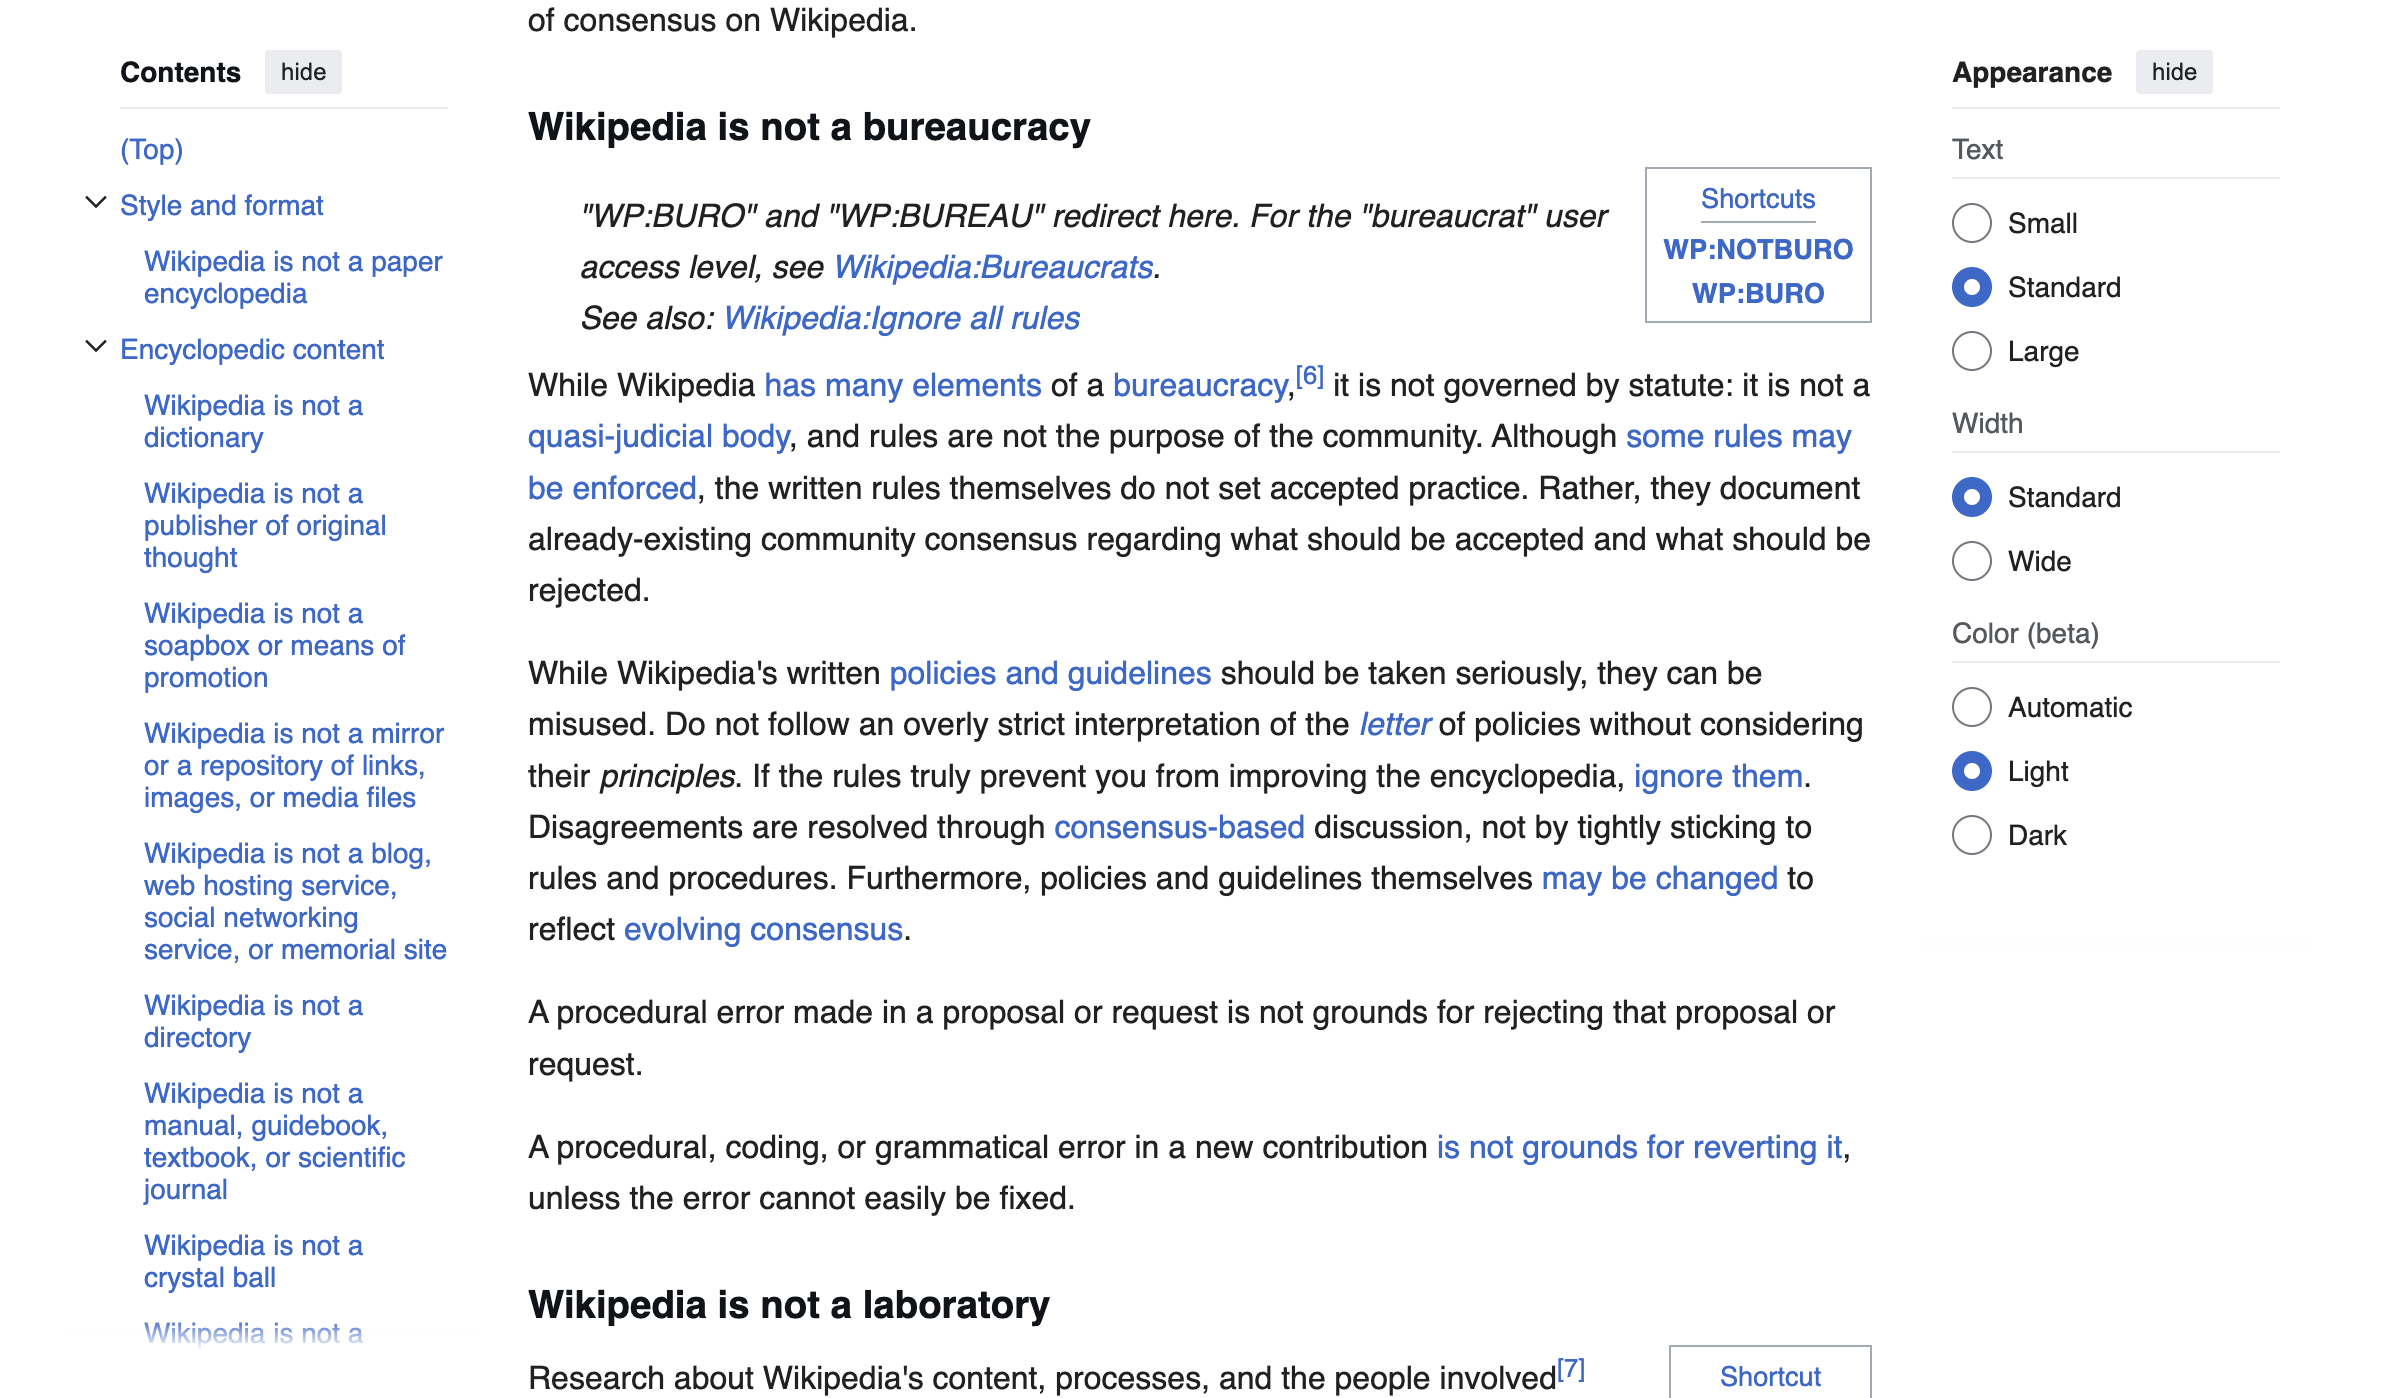 of consensus on Wikipedia.
Contents hide
(Top)
Style and format
Wikipedia is not a paper
encyclopedia
Encyclopedic content
Wikipedia is not a
dictionary
Wikipedia is not a
publisher of original
thought
Wikipedia is not a
soapbox or means of
promotion
Wikipedia is not a mirror
or a repository of links,
images, or media files
Wikipedia is not a blog,
web hosting service,
social networking
service, or memorial site
Wikipedia is not a
directory
Wikipedia is not a
manual, guidebook,
textbook, or scientific
journal
Wikipedia is not a
crystal ball
Wikipedia is not a
Wikipedia is not a bureaucracy
"WP:BURO" and "WP:BUREAU" redirect here. For the "bureaucrat" user
access level, see Wikipedia:Bureaucrats.
See also: Wikipedia:Ignore all rules
Shortcuts
WP:NOTBURO
WP:BURO
While Wikipedia has many elements of a bureaucracy,[6] it is not governed by statute: it is not a
quasi-judicial body, and rules are not the purpose of the community. Although some rules may
be enforced, the written rules themselves do not set accepted practice. Rather, they document
already-existing community consensus regarding what should be accepted and what should be
rejected.
While Wikipedia's written policies and guidelines should be taken seriously, they can be
misused. Do not follow an overly strict interpretation of the letter of policies without considering
their principles. If the rules truly prevent you from improving the encyclopedia, ignore them.
Disagreements are resolved through consensus-based discussion, not by tightly sticking to
rules and procedures. Furthermore, policies and guidelines themselves may be changed to
reflect evolving consensus.
A procedural error made in a proposal or request is not grounds for rejecting that proposal or
request.
A procedural, coding, or grammatical error in a new contribution is not grounds for reverting it,
unless the error cannot easily be fixed.
Wikipedia is not a laboratory
Research about Wikipedia's content, processes, and the people involved[7]
Shortcut
Appearance hide
Text
Small
Standard
Large
Width
Standard
Wide
Color (beta)
Automatic
Light
Dark